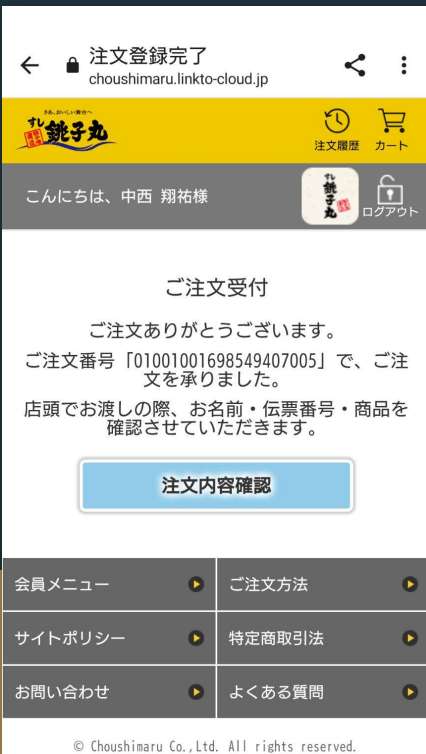 注文登録完了
choushimaru.linkto-cloud.jp
さあ、おいしい舞台へ
すし銚子丸
注文履歴
カート
こんにちは、中西 翔祐様
すし
銚子丸
ログアウト
ご注文受付
ご注文ありがとうございます。
ご注文番号「01001001698549407005」で、ご注
文を承りました。
店頭でお渡しの際、お名前・伝票番号・商品を
確認させていただきます。
注文内容確認
会員メニュー
ご注文方法
サイトポリシー
特定商取引法
お問い合わせ
よくある質問
© Choushimaru Co.,Ltd. All rights reserved.